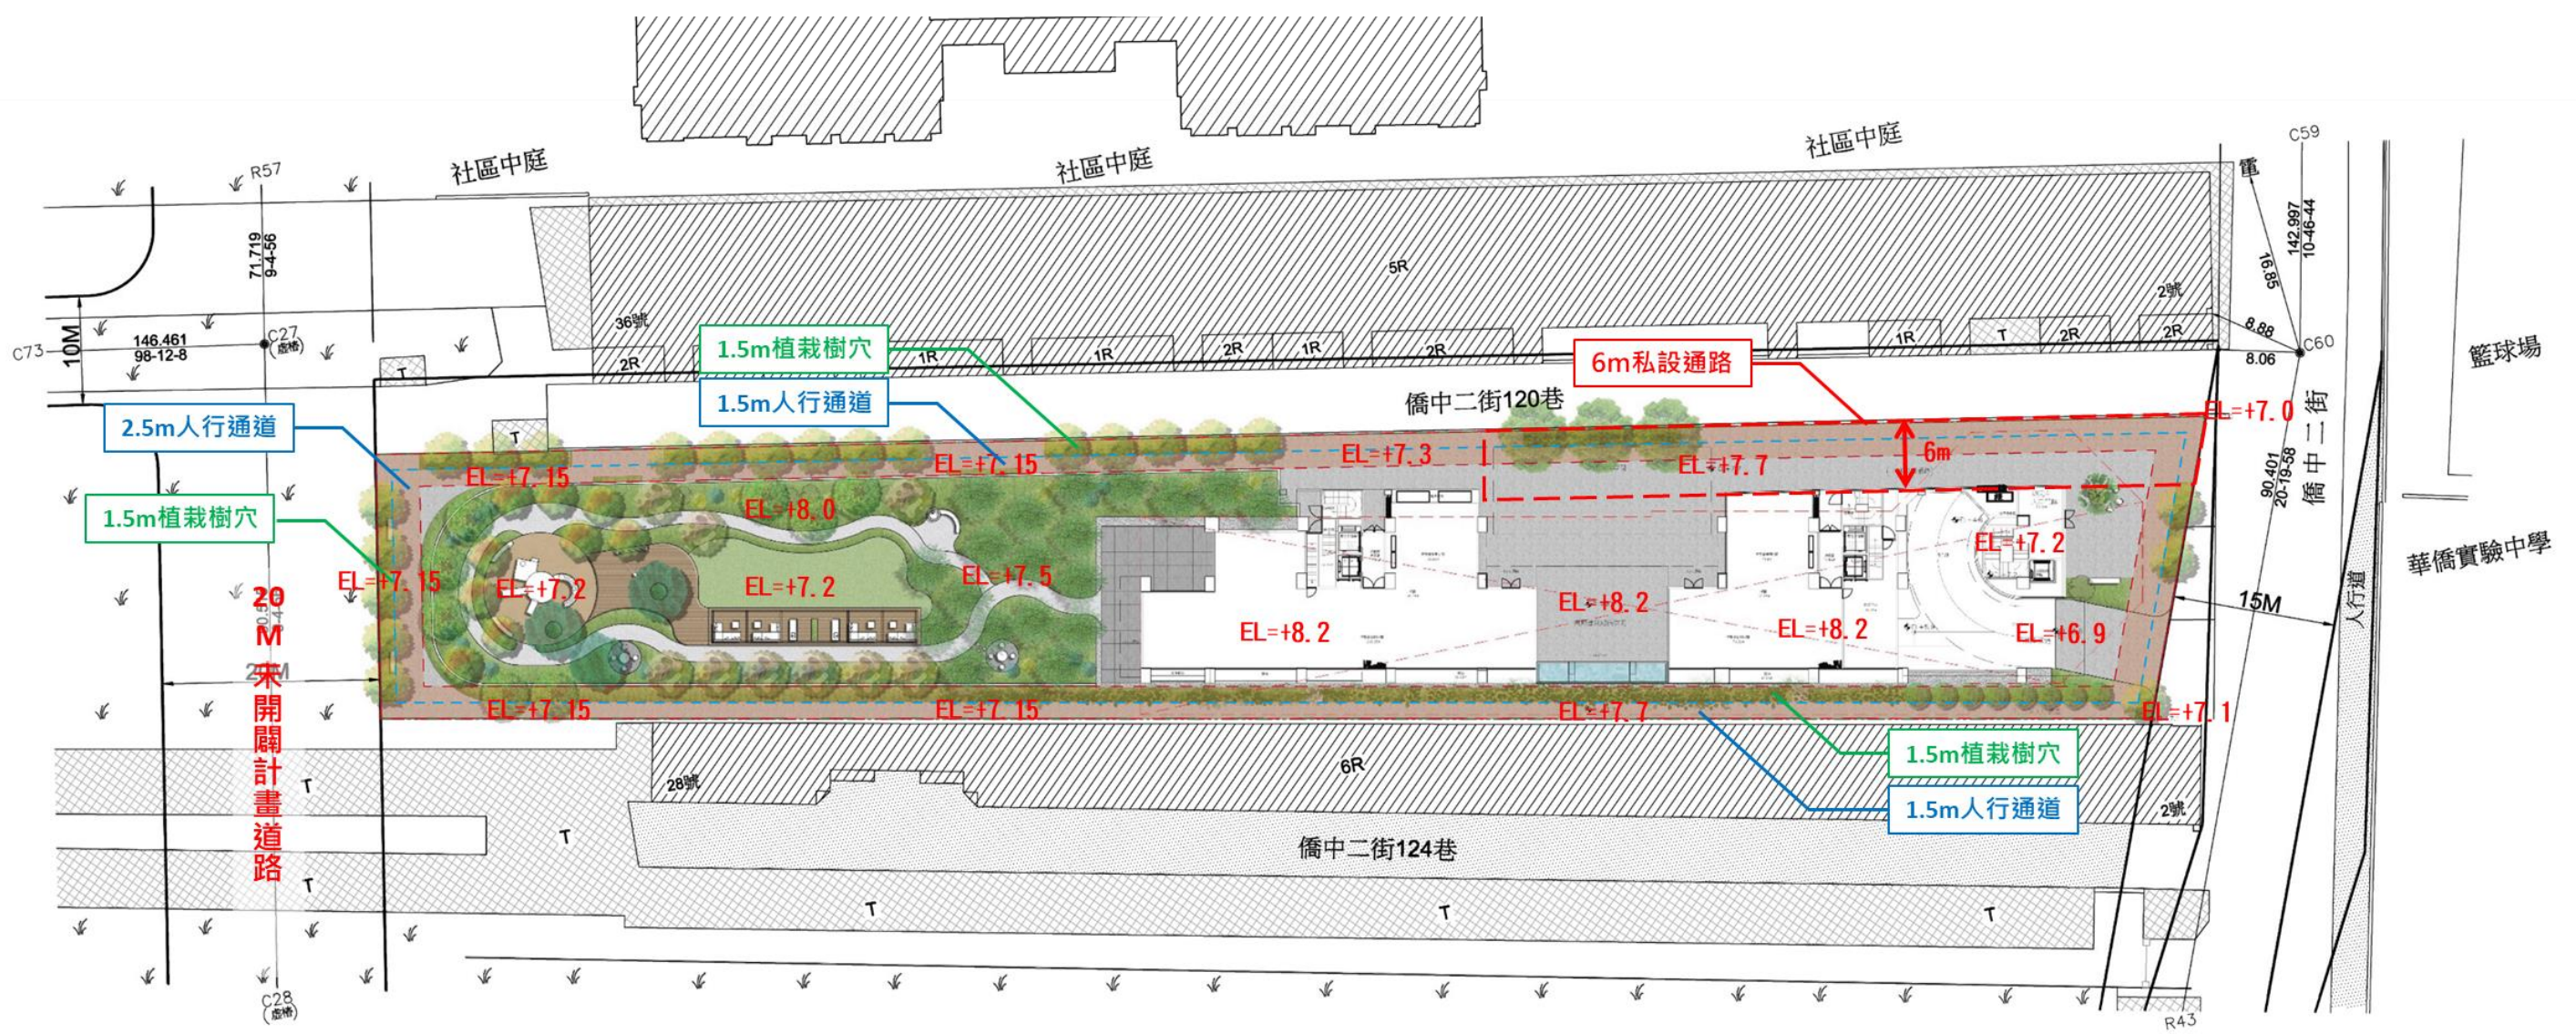 C59
社區中庭
社區中庭
社區中庭
R57
電
71.719
9-4-56
142.997
10-46-44
16.85
5R
2號
36號
10M
C73
146.461
98-12-8
C27
(虛樁)
8.88
C60
8.06
T
2R
1R
1R
2R
1R
2R
1R
T
2R
2R
籃球場
1.5m植栽樹穴
6m私設通路
1.5m人行通道
僑中二街120巷
僑中二街
2.5m人行通道
T
EL=+7.0
EL=+7.15
EL=+7.15
EL=+7.3
EL=+7.7
6m
90.401
20-19-58
1.5m植栽樹穴
EL=+8.0
EL=+7.2
華僑實驗中學
EL=+7.15
EL=+7.2
EL=+7.2
EL=+7.5
EL=+8.2
EL=+8.2
EL=+8.2
EL=+6.9
15M
人行道
20M未開闢計畫道路
20M
EL=+7.15
EL=+7.15
EL=+7.7
EL=+7.1
1.5m植栽樹穴
1.5m人行通道
28號
6R
2號
T
T
T
僑中二街124巷
T
T
T
C28
(虛樁)
R43